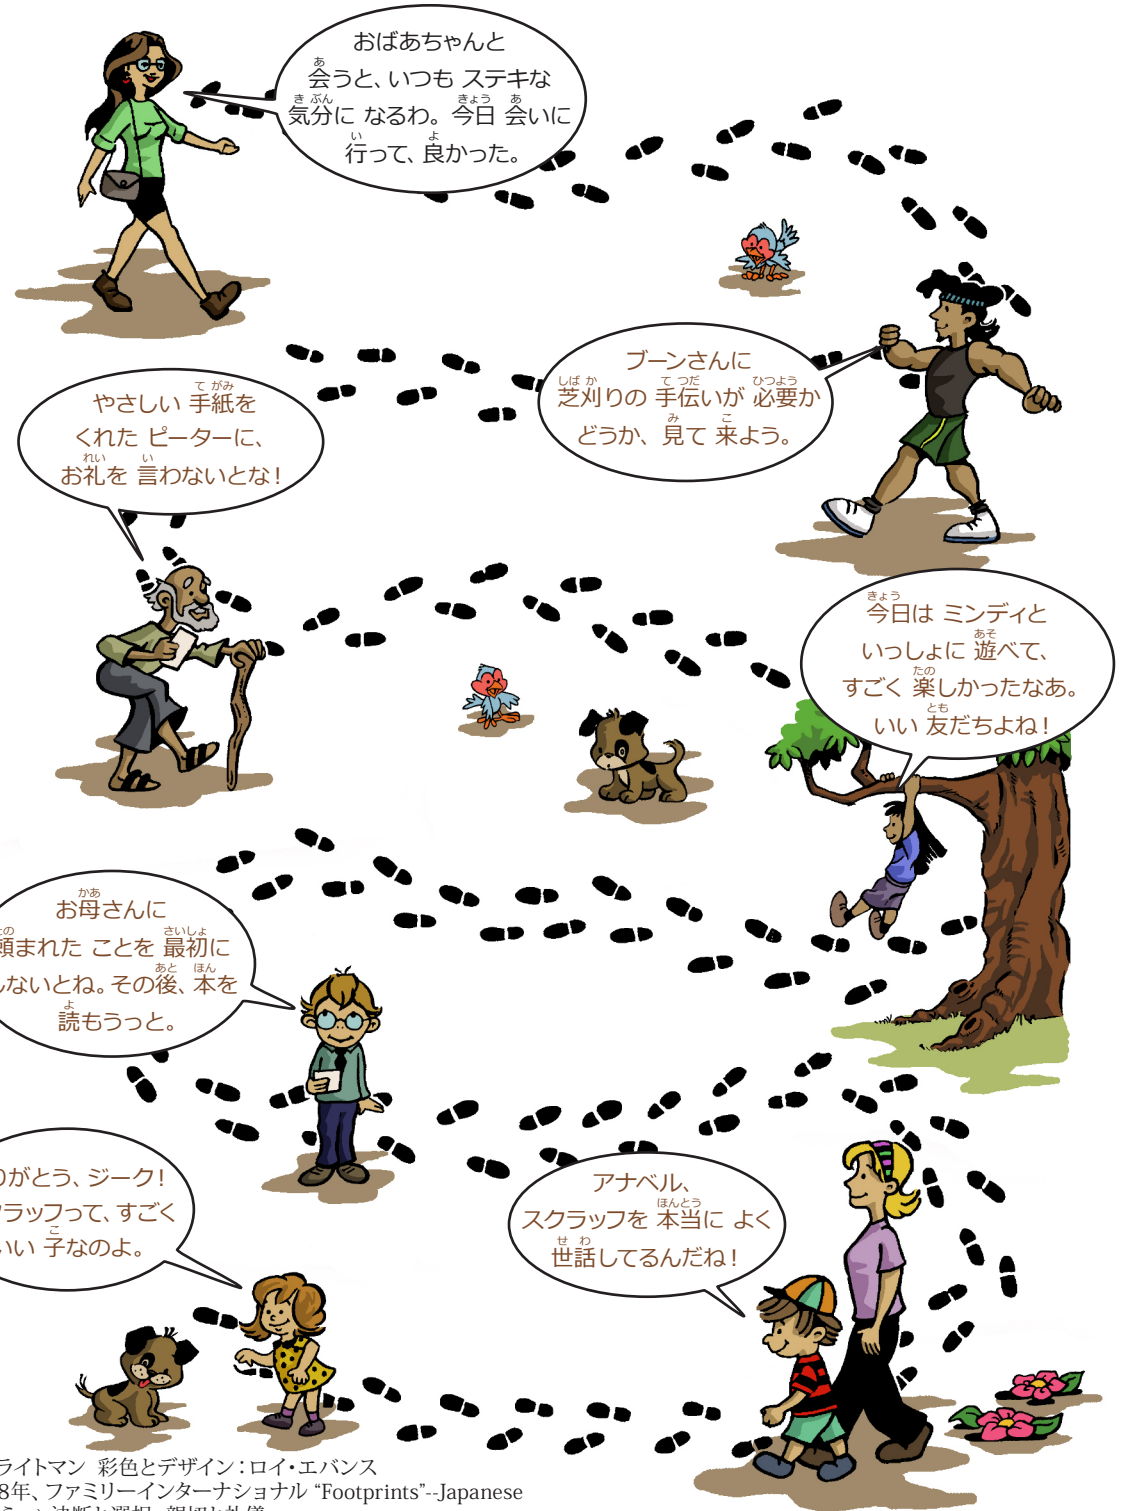 おばあちゃんと
会うと、いつも ステキな
気分に なるわ。今日 会いに
行って、良かった。
ブーンさんに
芝刈りの 手伝いが 必要か
どうか、見て 来よう。
やさしい 手紙を
くれた ピーターに、
お礼を 言わないとな!
今日は ミンディと
いっしょに 遊べて、
すごく 楽しかったなあ。
いい 友だちよね!
お母さんに
頼まれた ことを 最初に
しないとね。その後、本を
読もうっと。
りがとう、ジーク!
クラッフって、すごく
いい 子なのよ。
アナベル、
スクラッフを 本当に よく
世話してるんだね!
ライトマン 彩色とデザイン:ロイ・エバンス
8年、ファミリーインターナショナル “Footprints”--Japanese